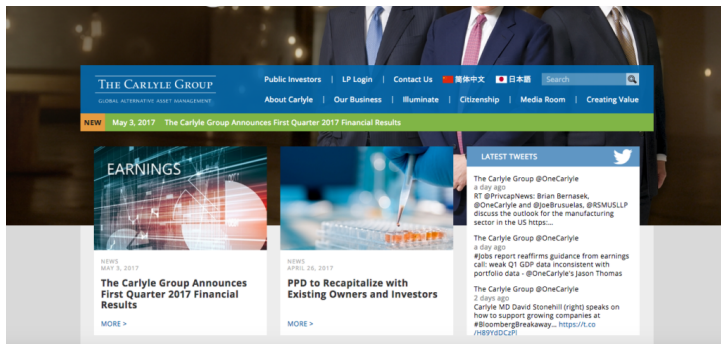 Public Investors | LP Login | Contact Us 简体中文 日本語 Search
THE CARLYLE GROUP
GLOBAL ALTERNATIVE ASSET MANAGEMENT
About Carlyle | Our Business | Illuminate | Citizenship | Media Room | Creating Value
NEW May 3, 2017 The Carlyle Group Announces First Quarter 2017 Financial Results
EARNINGS
NEWS
MAY 3, 2017
The Carlyle Group Announces
First Quarter 2017 Financial
Results
MORE >
NEWS
APRIL 26, 2017
PPD to Recapitalize with
Existing Owners and Investors
MORE >
LATEST TWEETS
The Carlyle Group @OneCarlyle
a day ago
RT @PrivcapNews: Brian Bernasek,
@OneCarlyle and @JoeBrusuelas, @RSMUSLLP
discuss the outlook for the manufacturing
sector in the US https:...
The Carlyle Group @OneCarlyle
a day ago
#Jobs report reaffirms guidance from earnings
call: weak Q1 GDP data inconsistent with
portfolio data - @OneCarlyle's Jason Thomas
The Carlyle Group @OneCarlyle
2 days ago
Carlyle MD David Stonehill (right) speaks on
how to support growing companies at
#BloombergBreakaway... https://t.co
/H89YdDCzPl